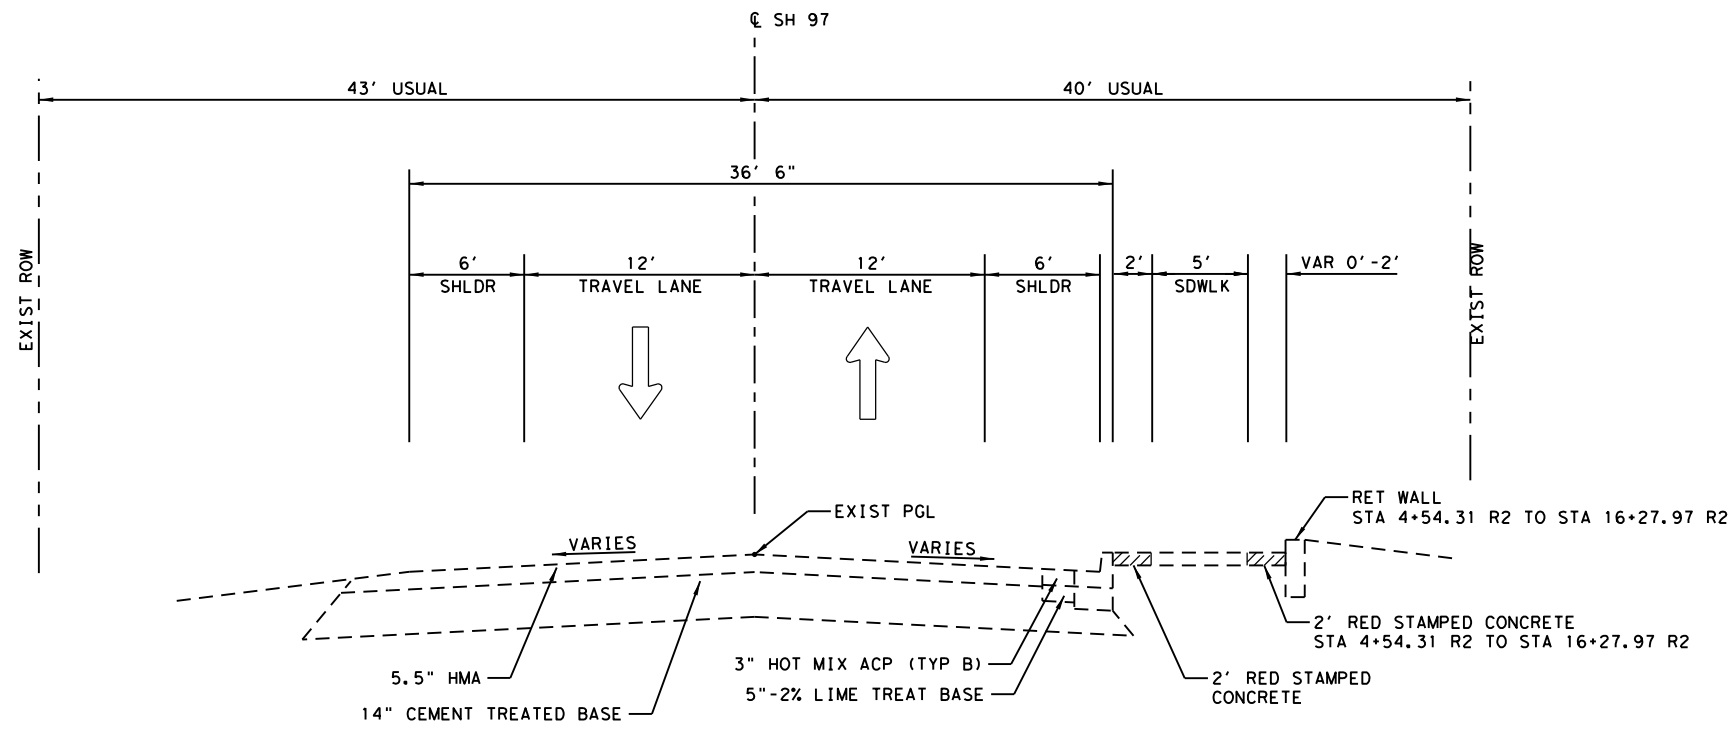 ℄ SH 97
43' USUAL
40' USUAL
36' 6"
EXIST ROW
EXIST ROW
6'
12'
12'
6'
2'
5'
VAR 0'-2'
SHLDR
TRAVEL LANE
TRAVEL LANE
SHLDR
SDWLK
RET WALL
STA 4+54.31 R2 TO STA 16+27.97 R2
EXIST PGL
VARIES
VARIES
2' RED STAMPED CONCRETE
STA 4+54.31 R2 TO STA 16+27.97 R2
3" HOT MIX ACP (TYP B)
5.5" HMA
2' RED STAMPED
CONCRETE
5"-2% LIME TREAT BASE
14" CEMENT TREATED BASE